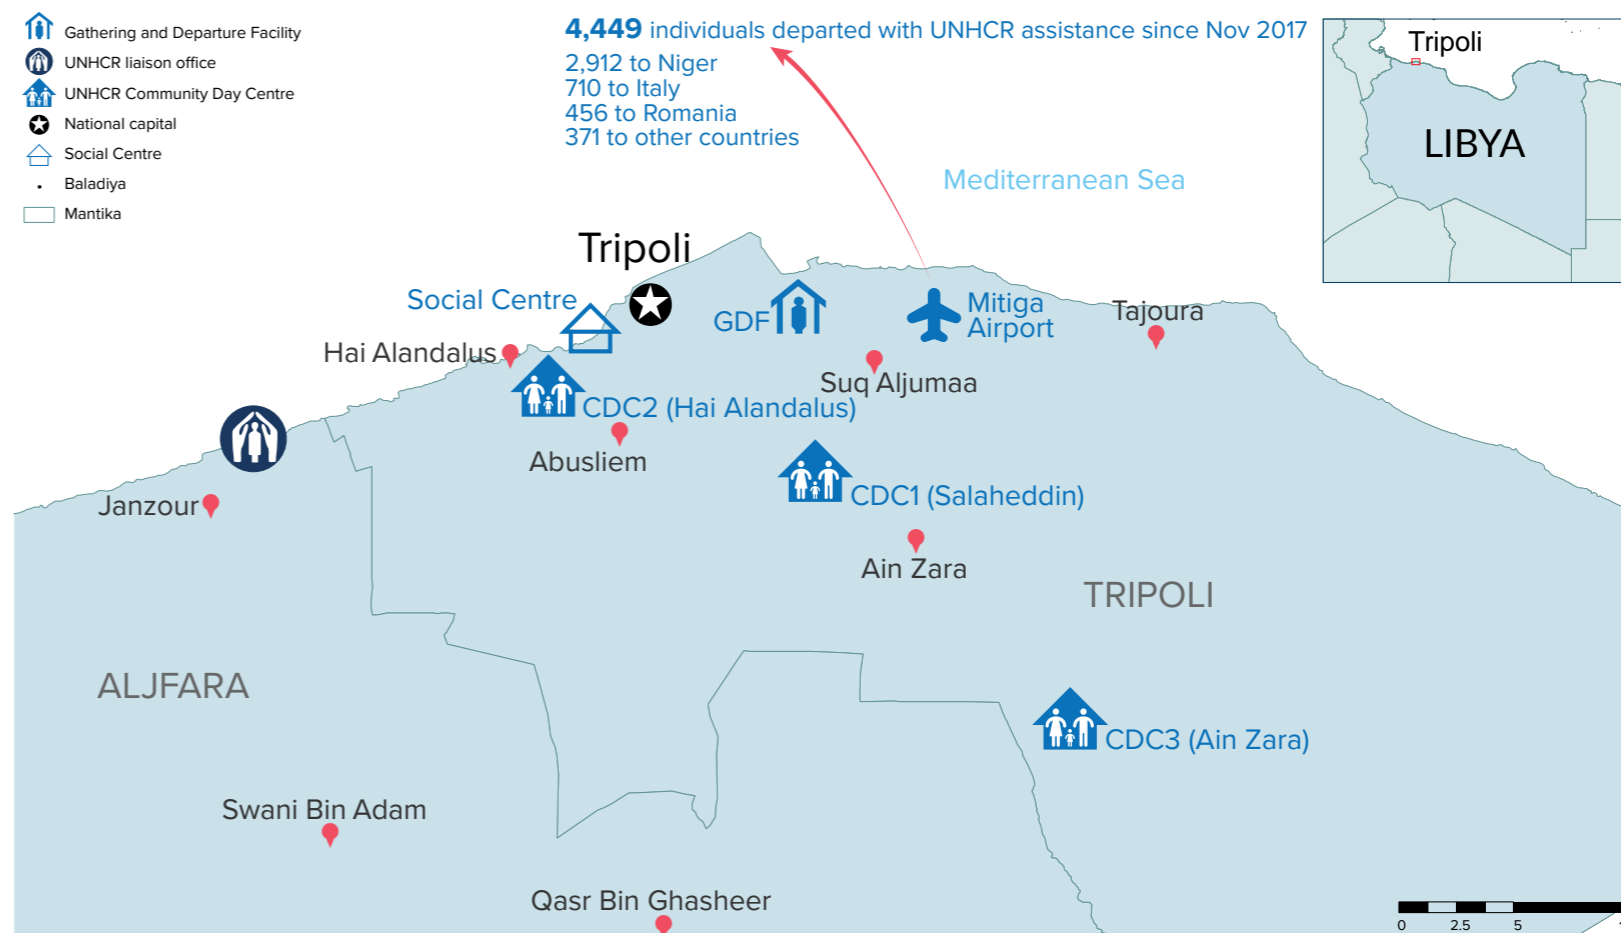 Gathering and Departure Facility
UNHCR liaison office
UNHCR Community Day Centre
National capital
Social Centre
Baladiya
Mantika
4,449 individuals departed with UNHCR assistance since Nov 2017
2,912 to Niger
710 to Italy
456 to Romania
371 to other countries
Tripoli
LIBYA
Mediterranean Sea
Tripoli
Social Centre
GDF
Mitiga
Airport
Tajoura
Hai Alandalus
Suq Aljumaa
CDC2 (Hai Alandalus)
Abusliem
CDC1 (Salaheddin)
Janzour
Ain Zara
TRIPOLI
ALJFARA
CDC3 (Ain Zara)
Swani Bin Adam
Qasr Bin Ghasheer
0 2.5 5